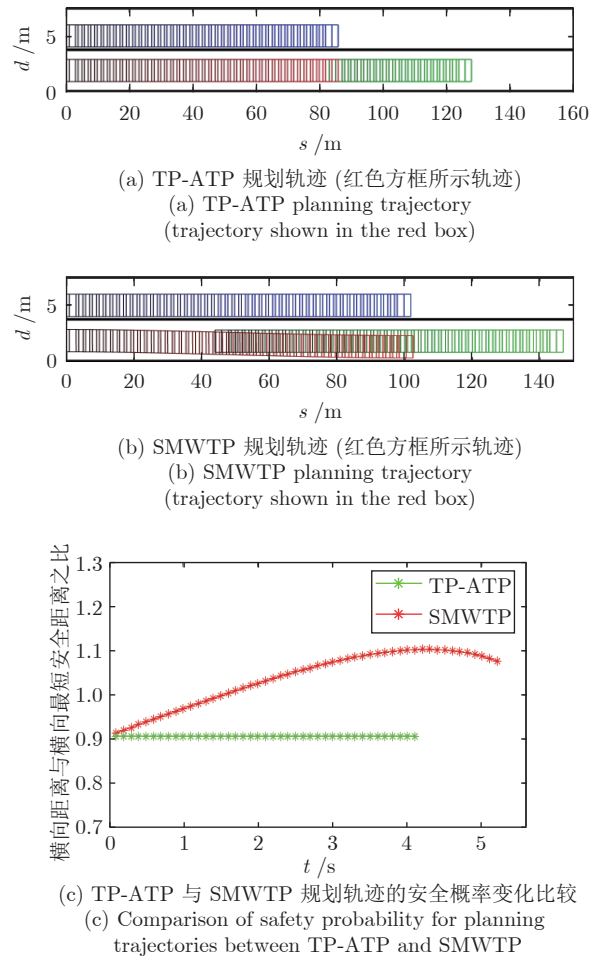 d /m
5
0
0 20 40 60 80 100 120 140 160
s /m
(a) TP-ATP 规划轨迹 (红色方框所示轨迹)
(a) TP-ATP planning trajectory
(trajectory shown in the red box)
d /m
5
0
0 20 40 60 80 100 120 140
s /m
(b) SMWTP 规划轨迹 (红色方框所示轨迹)
(b) SMWTP planning trajectory
(trajectory shown in the red box)
横向距离与横向最短安全距离之比
1.3
1.2
1.1
1.0
0.9
0.8
0.7
TP-ATP
SMWTP
0 1 2 3 4 5
t /s
(c) TP-ATP 与 SMWTP 规划轨迹的安全概率变化比较
(c) Comparison of safety probability for planning
trajectories between TP-ATP and SMWTP